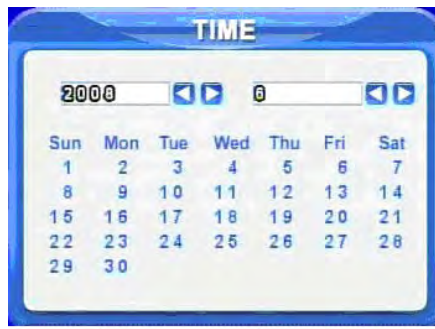 TIME
2008 6
Sun Mon Tue Wed Thu Fri Sat
1 2 3 4 5 6 7
8 9 10 11 12 13 14
15 16 17 18 19 20 21
22 23 24 25 26 27 28
29 30